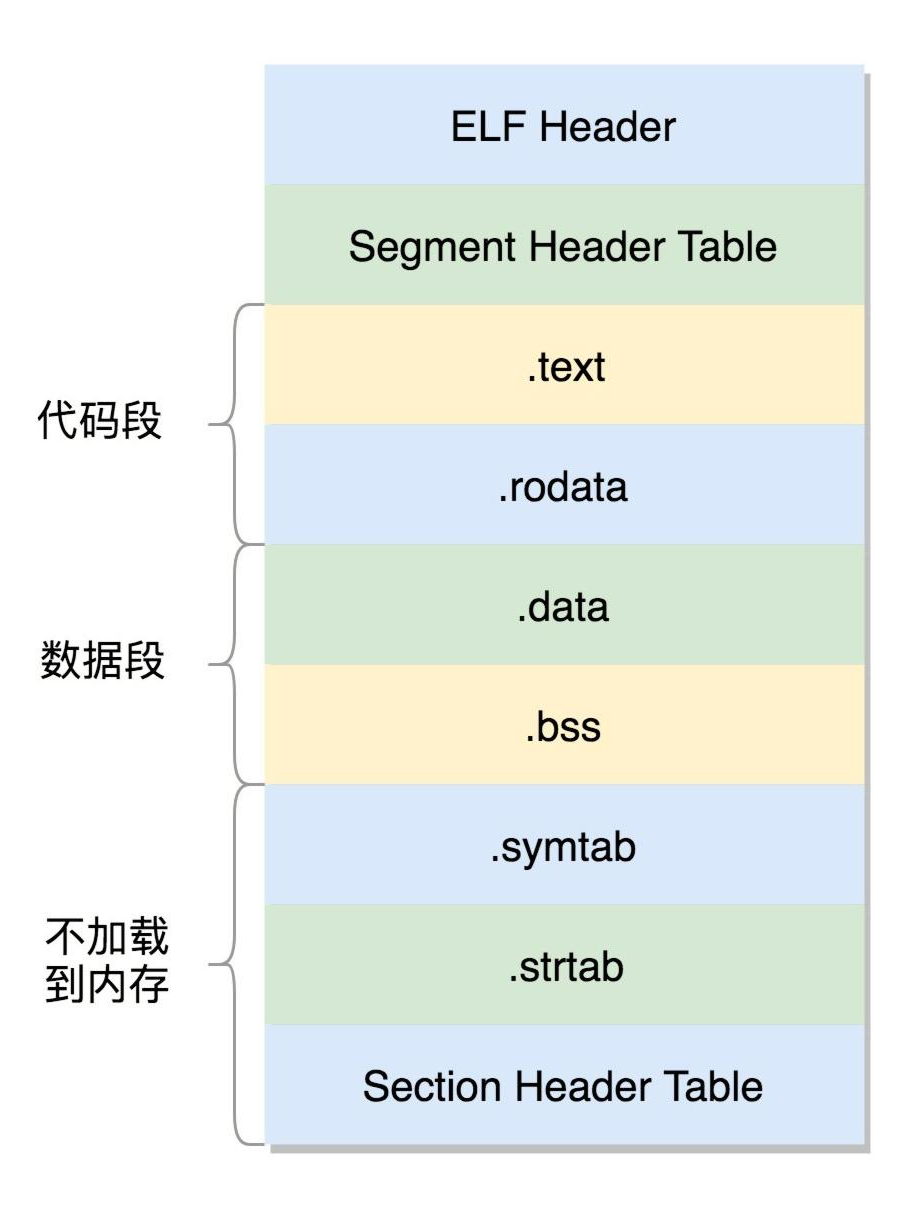 ELF Header
Segment Header Table
代码段
.text
.rodata
数据段
.data
.bss
不加载
到内存
.symtab
.strtab
Section Header Table